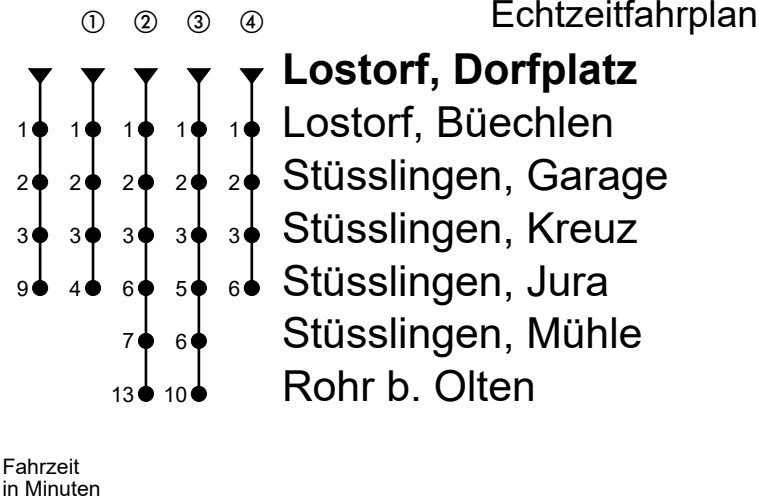 Echtzeitfahrplan
① ② ③ ④
Lostorf, Dorfplatz
1 1 1 1 1 Lostorf, Büechlen
2 2 2 2 2 Stüsslingen, Garage
3 3 3 3 3 Stüsslingen, Kreuz
9 4 6 5 6 Stüsslingen, Jura
7 6 Stüsslingen, Mühle
13 10 Rohr b. Olten
Fahrzeit
in Minuten